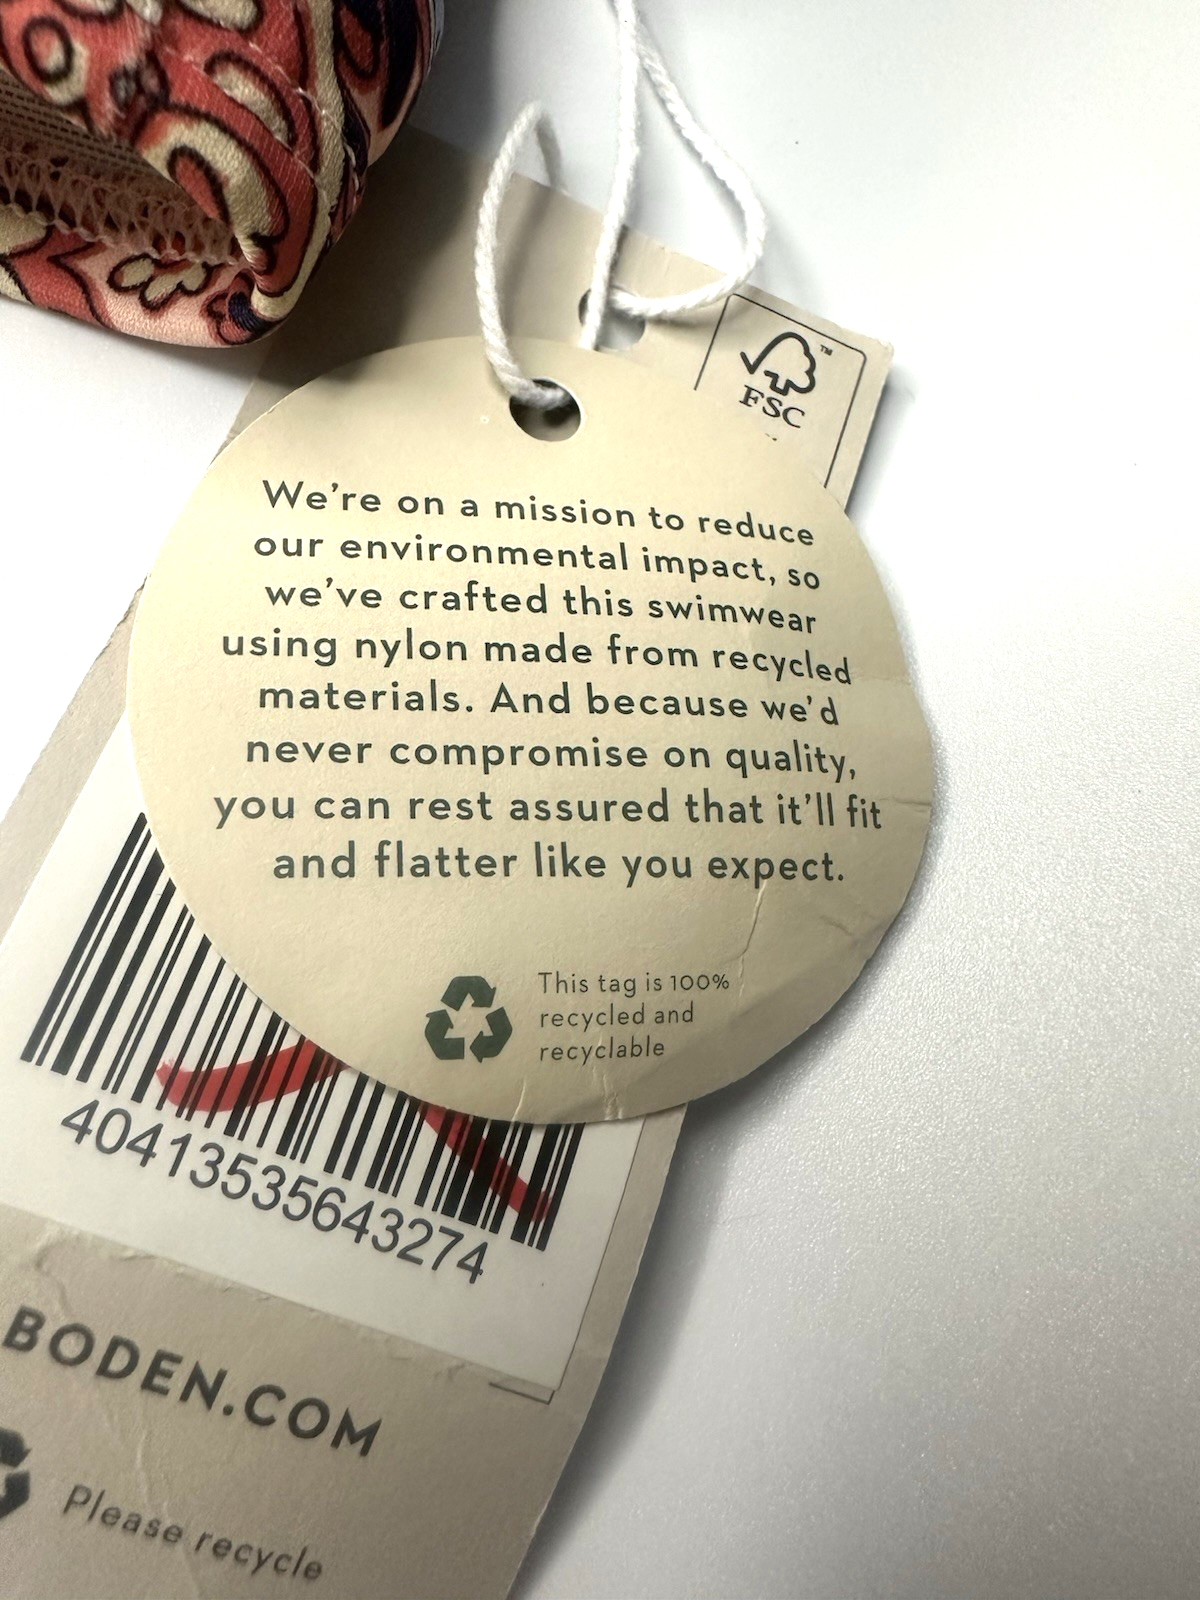 FSC
TM
We're on a mission to reduce
our environmental impact, so
we've crafted this swimwear
using nylon made from recycled
materials. And because we'd
never compromise on quality,
you can rest assured that it'll fit
and flatter like you expect.
This tag is 100%
recycled and
recyclable
40413535643274
BODEN.COM
Please recycle